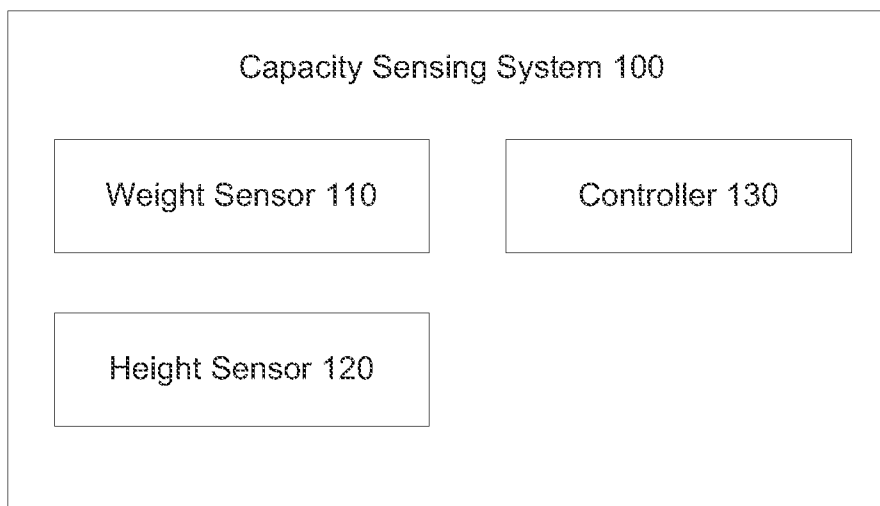 Capacity Sensing System 100
Weight Sensor 110
Controller 130
Height Sensor 120